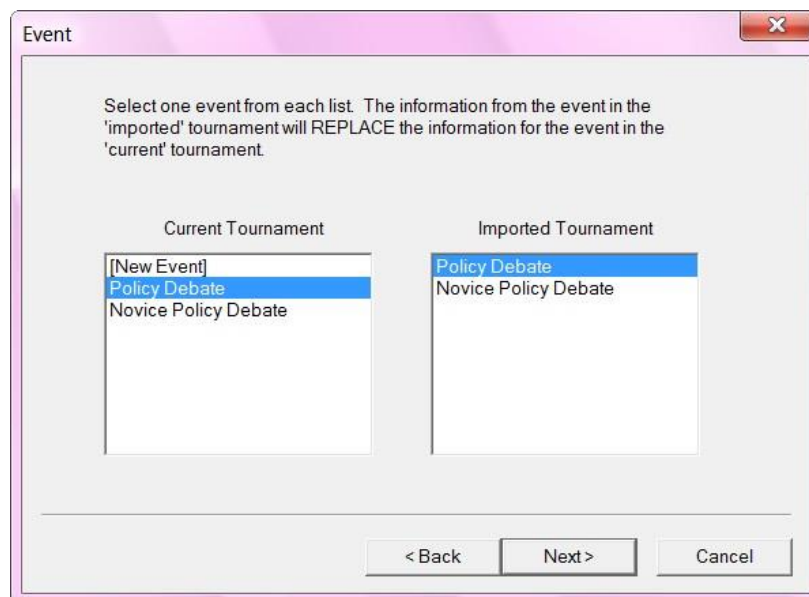 Event
Select one event from each list.  The information from the event in the
'imported' tournament will REPLACE the information for the event in the
'current' tournament.
Current Tournament
Imported Tournament
[New Event]
Policy Debate
Novice Policy Debate
Policy Debate
Novice Policy Debate
< Back
Next >
Cancel